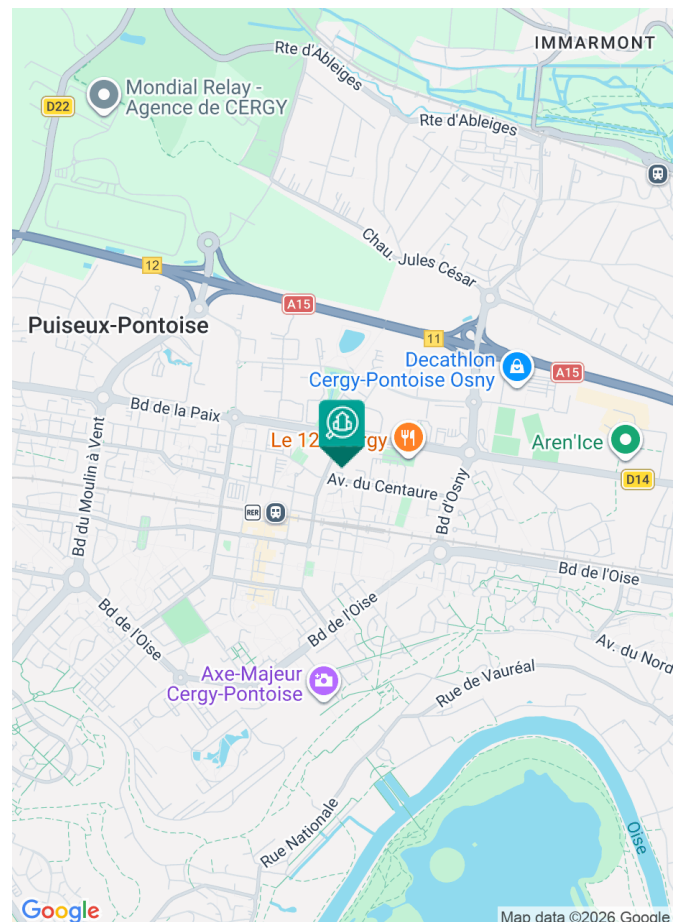 IMMARMONT
Rte d'Ableiges
Mondial Relay -
Agence de CERGY
D22
Rte d'Ableiges
Chau. Jules César
12
A15
Puiseux-Pontoise
11
Decathlon
Cergy-Pontoise Osny
A15
Bd de la Paix
Le 12
gy
Aren'Ice
Av. du Centaure
D14
Bd du Moulin à Vent
Bd d'Osny
RER
Bd de l'Oise
Bd de l'Oise
Bd de l'Oise
Av. du Nord
Axe-Majeur
Cergy-Pontoise
Rue de Vauréal
Rue Nationale
Oise
Google
Map data ©2026 Google